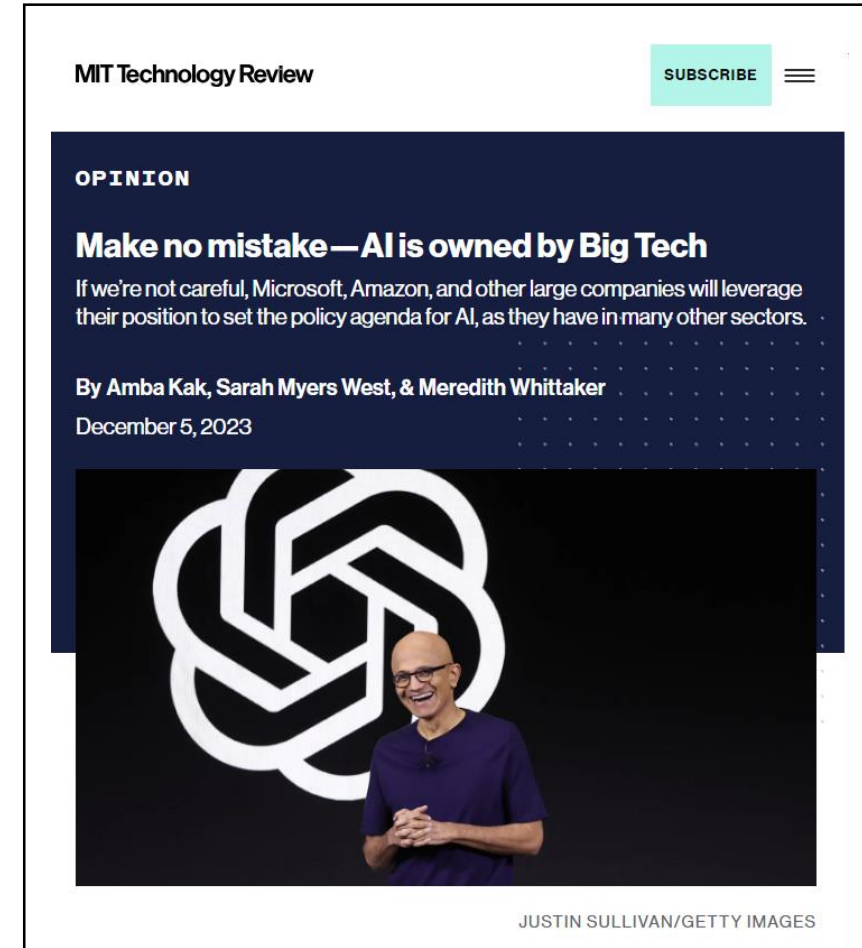 MIT Technology Review
SUBSCRIBE
OPINION
Make no mistake—AI is owned by Big Tech
If we're not careful, Microsoft, Amazon, and other large companies will leverage
their position to set the policy agenda for AI, as they have in many other sectors.
By Amba Kak, Sarah Myers West, & Meredith Whittaker
December 5, 2023
JUSTIN SULLIVAN/GETTY IMAGES